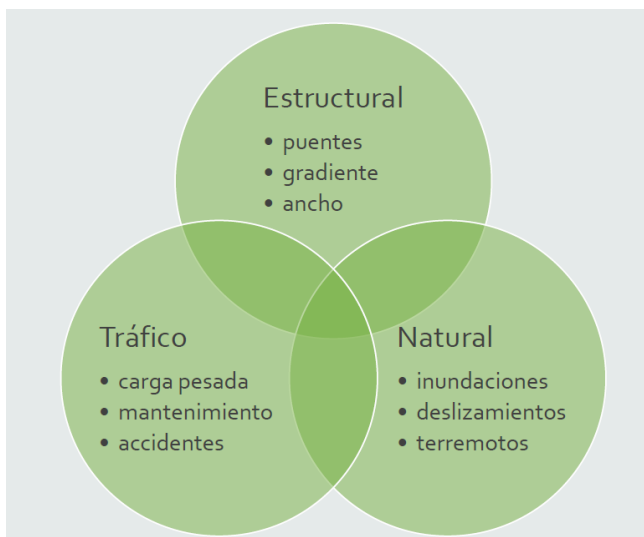 Estructural
• puentes
• gradiente
• ancho
Tráfico
• carga pesada
• mantenimiento
• accidentes
Natural
• inundaciones
• deslizamientos
• terremotos